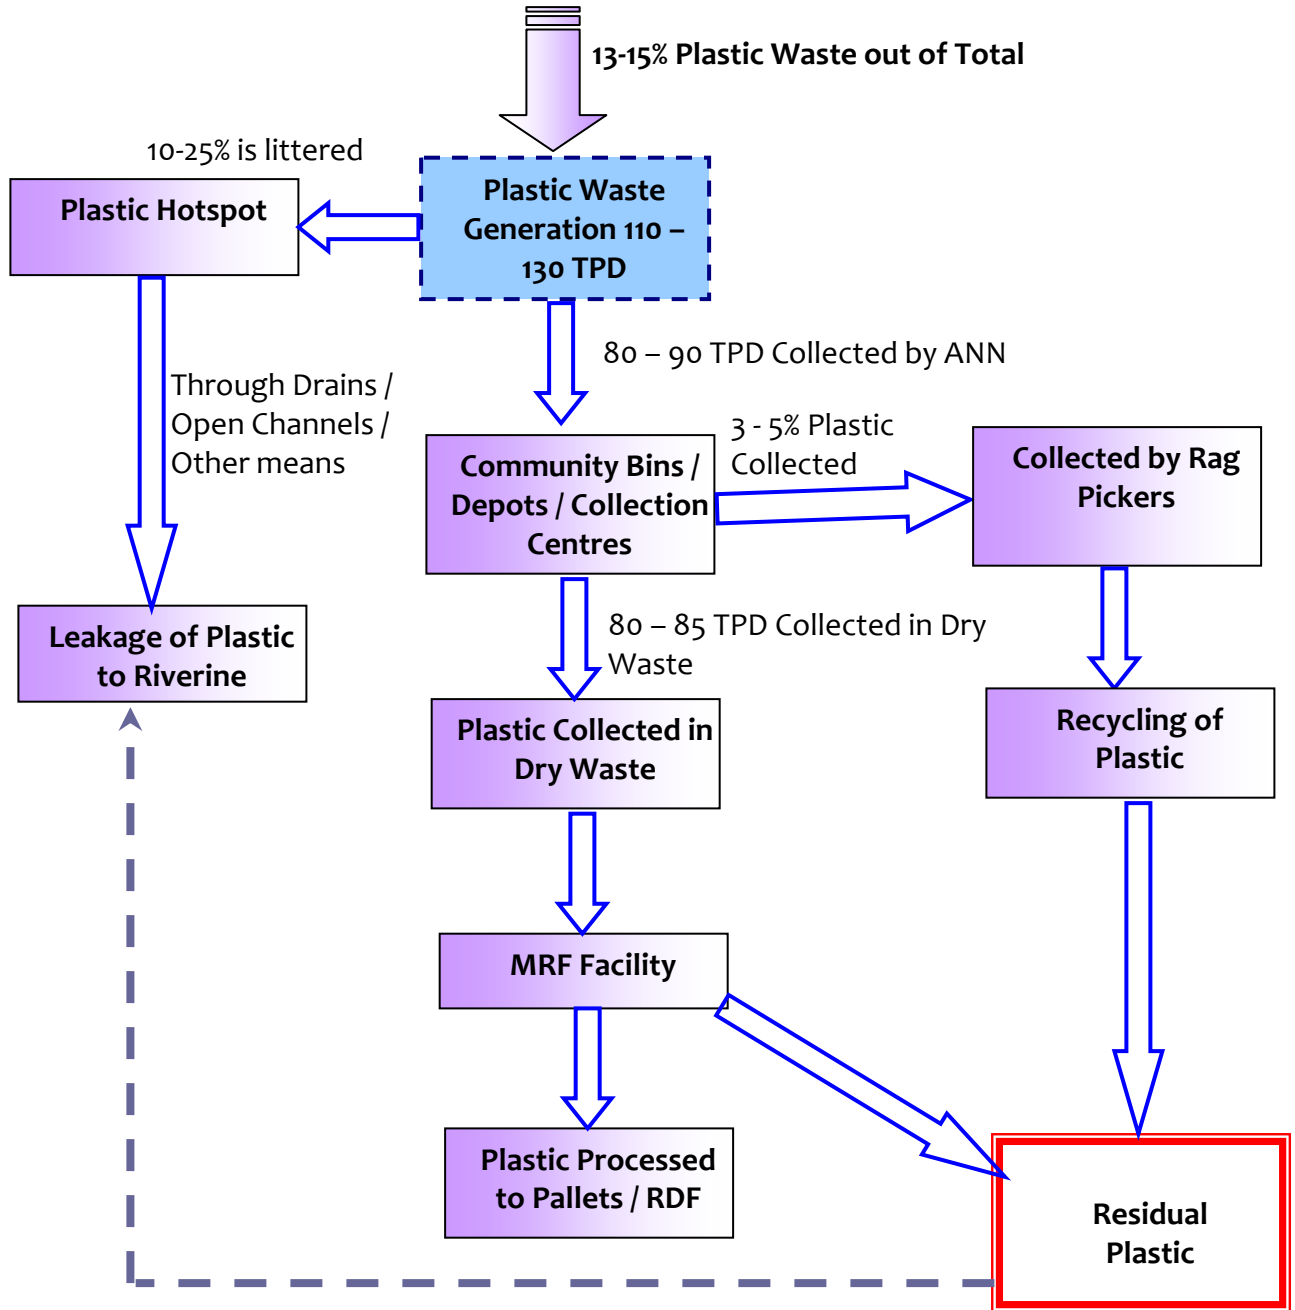 13-15% Plastic Waste out of Total
10-25% is littered
Plastic Hotspot
Plastic Waste
Generation 110 –
130 TPD
80 – 90 TPD Collected by ANN
Through Drains /
Open Channels /
Other means
3 - 5% Plastic
Collected
Community Bins /
Depots / Collection
Centres
Collected by Rag
Pickers
80 – 85 TPD Collected in Dry
Waste
Leakage of Plastic
to Riverine
Plastic Collected in
Dry Waste
Recycling of
Plastic
MRF Facility
Plastic Processed
to Pallets / RDF
Residual
Plastic